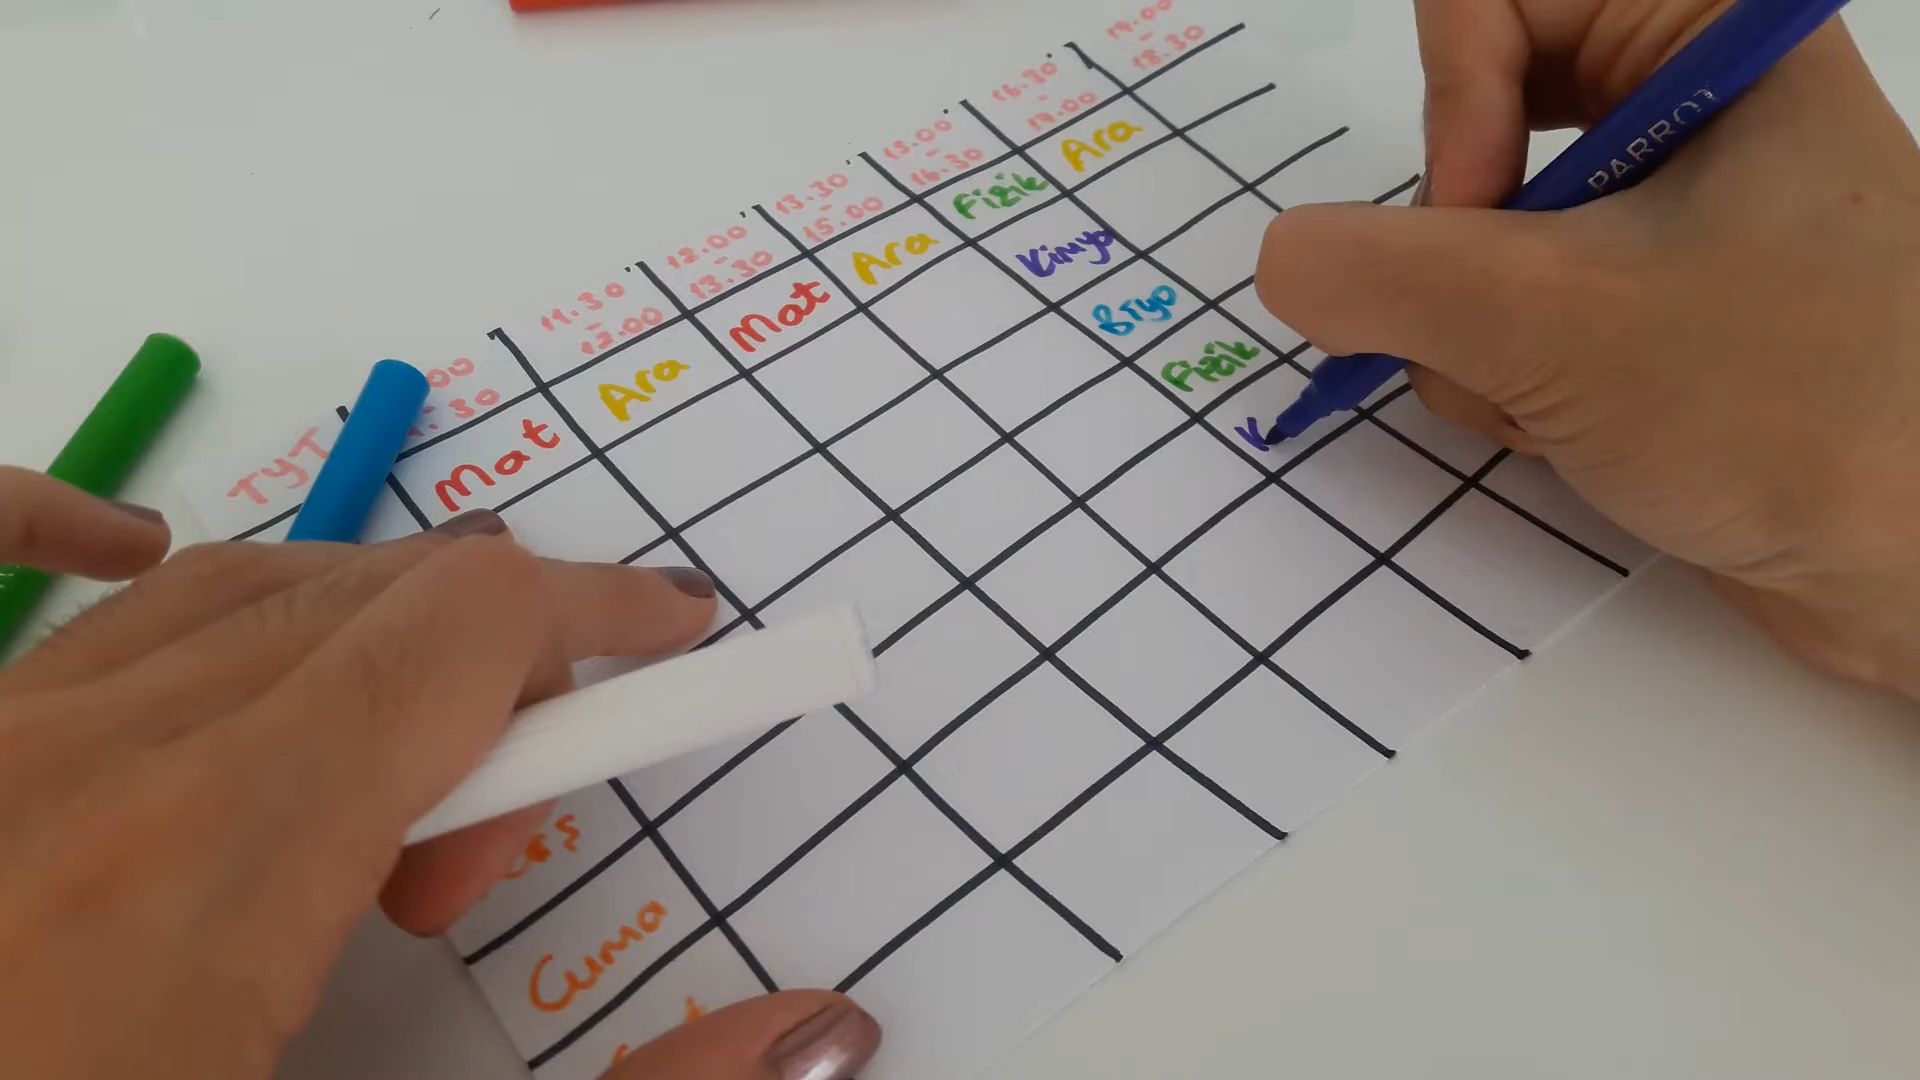 TYT
11.30
-
12.00
12.00
-
13.30
13.30
-
15.00
15.00
-
16.30
16.30
-
17.00
17.00
-
18.30
Mat
Ara
Mat
Ara
Fizik
Ara
Kimya
Biyo
Fizik
K
Cuma
PARROT